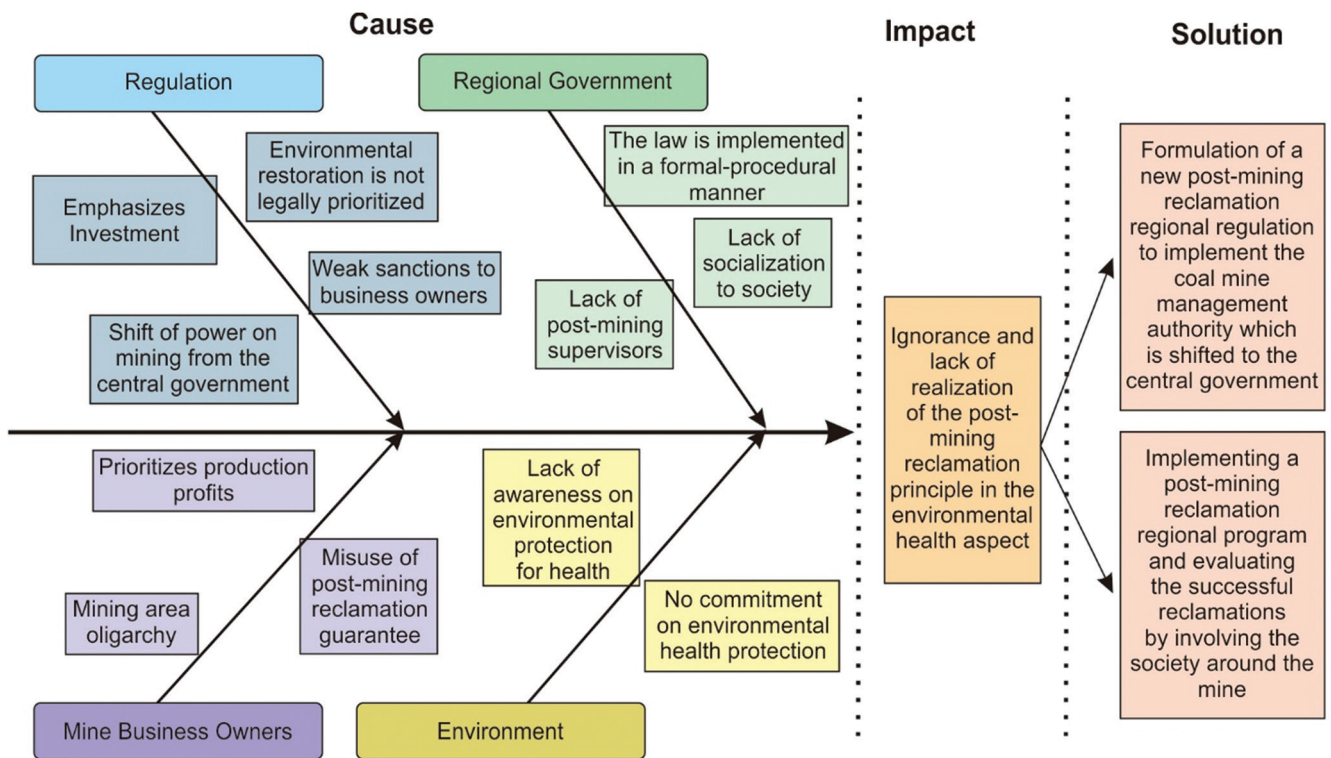 Cause
Impact
Solution
Regulation
Regional Government
Environmental
restoration is not
legally prioritized
Emphasizes
Investment
Weak sanctions to
business owners
Shift of power on
mining from the
central government
The law is implemented
in a formal-procedural
manner
Lack of
socialization
to society
Lack of
post-mining
supervisors
Prioritizes production
profits
Misuse of
post-mining
reclamation
guarantee
Mining area
oligarchy
Lack of
awareness on
environmental
protection
for health
No commitment
on environmental
health protection
Mine Business Owners
Environment
Ignorance and
lack of
realization
of the post-
mining
reclamation
principle in the
environmental
health aspect
Formulation of a
new post-mining
reclamation
regional regulation
to implement the
coal mine
management
authority which
is shifted to the
central government
Implementing a
post-mining
reclamation
regional program
and evaluating
the successful
reclamations
by involving the
society around the
mine